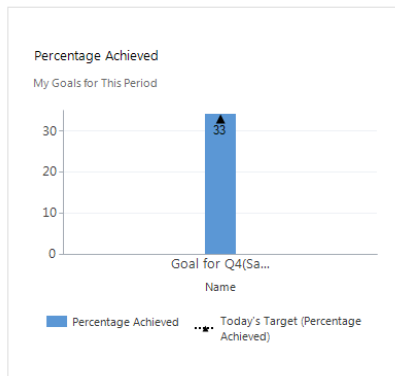 Percentage Achieved
My Goals for This Period
30
33
20
10
0
Goal for Q4(Sa...
Name
Percentage Achieved
Today's Target (Percentage
Achieved)